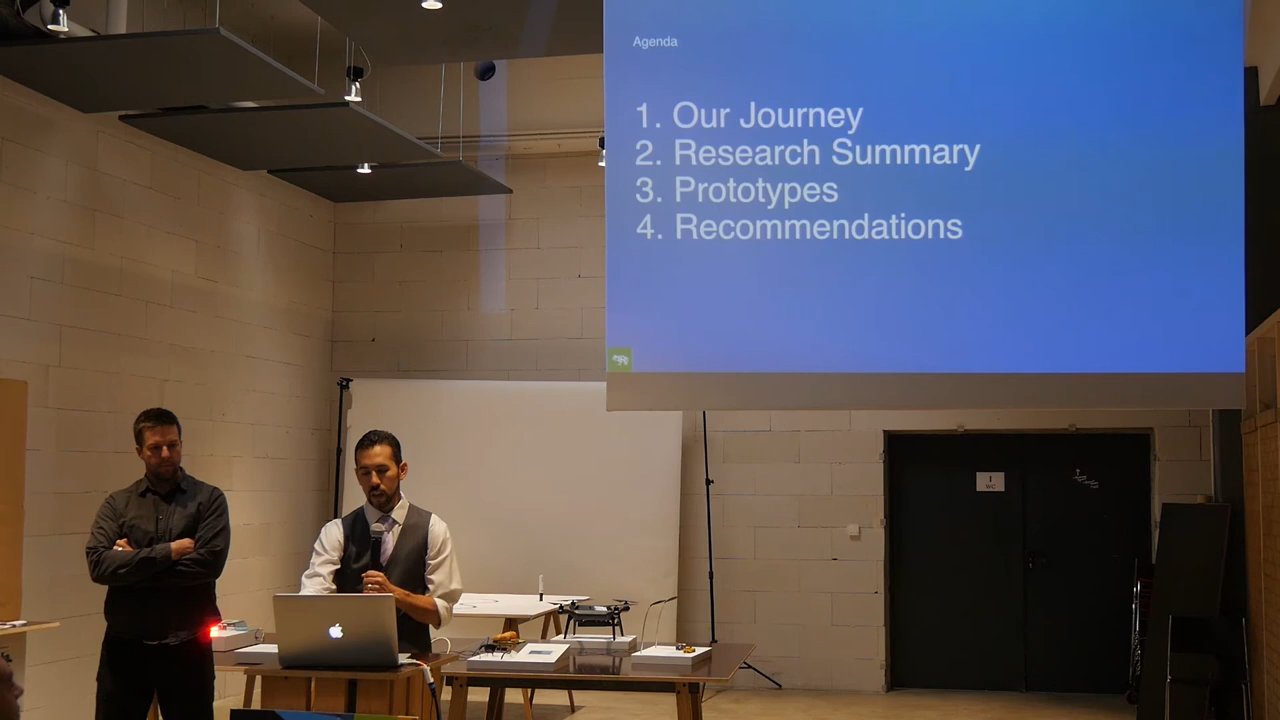 Agenda
1. Our Journey
2. Research Summary
3. Prototypes
4. Recommendations
WC